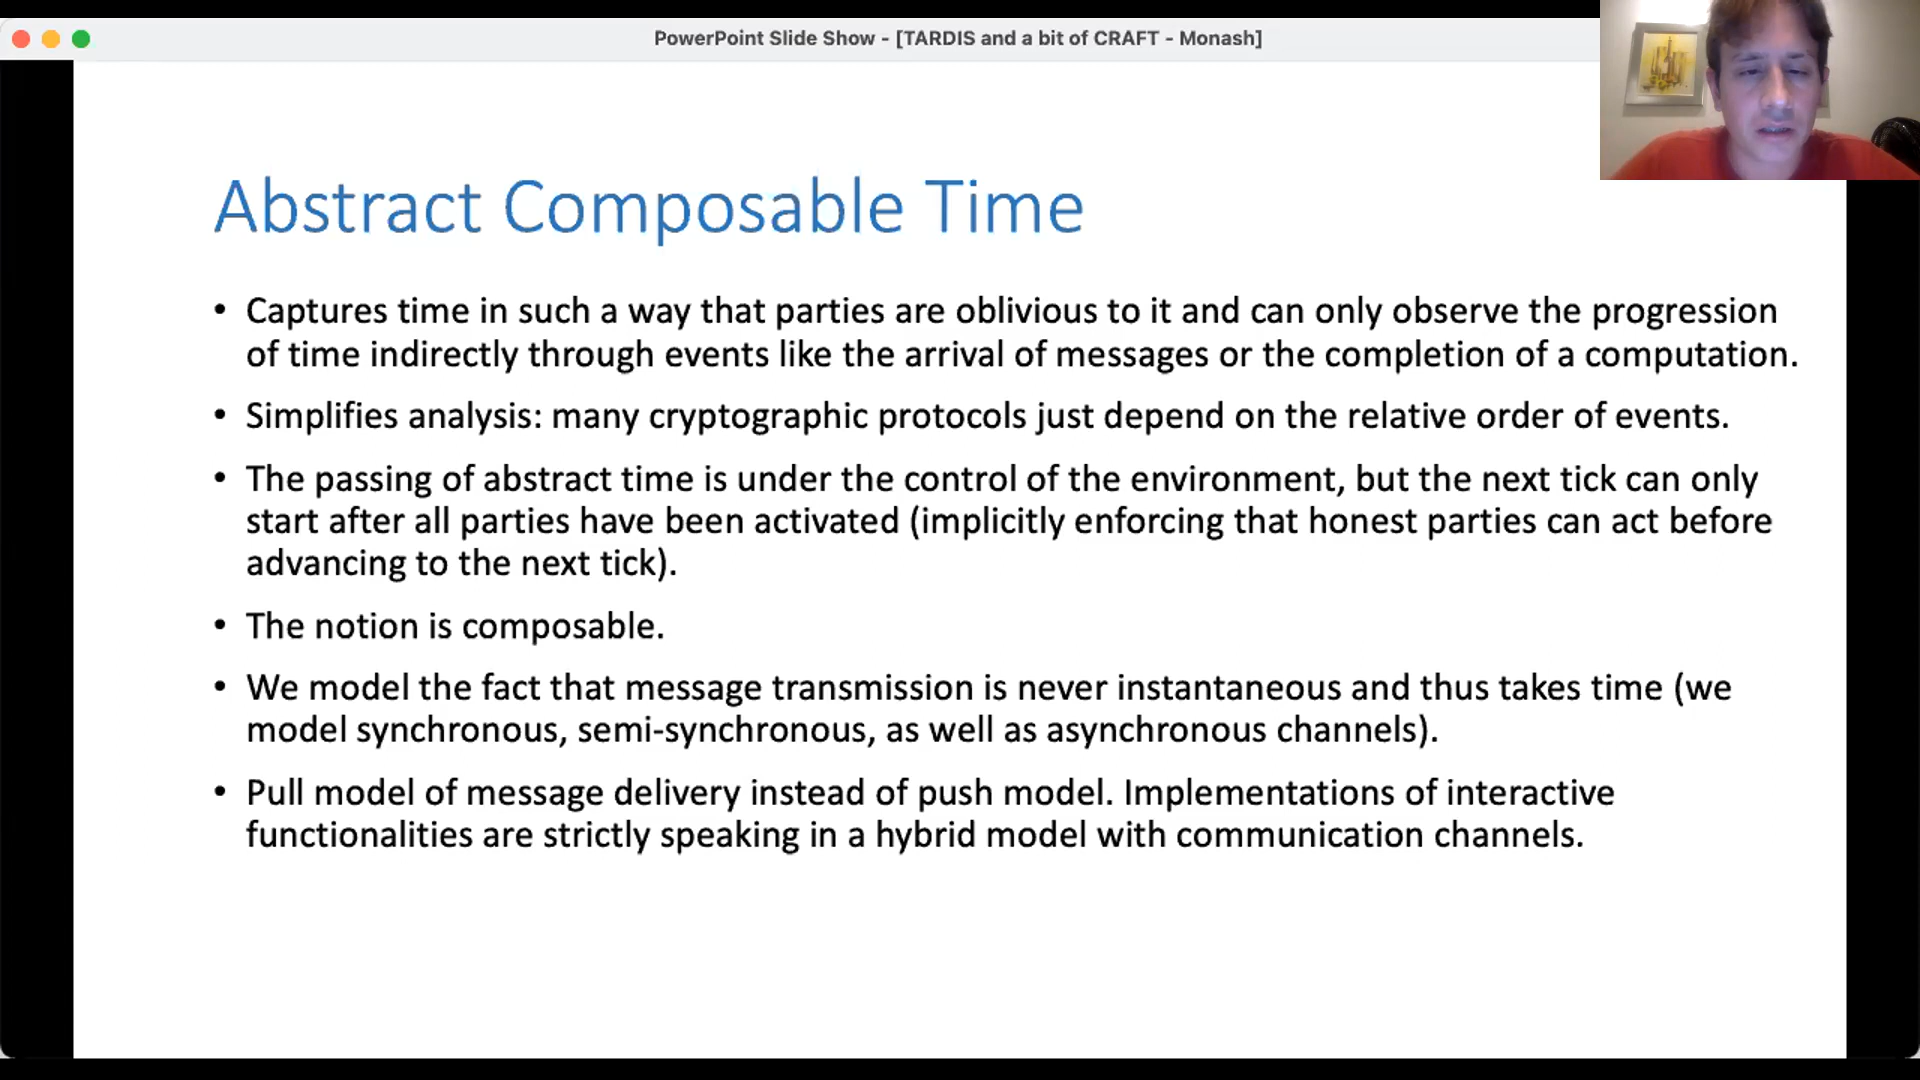 PowerPoint Slide Show - [TARDIS and a bit of CRAFT - Monash]
Abstract Composable Time
• Captures time in such a way that parties are oblivious to it and can only observe the progression
of time indirectly through events like the arrival of messages or the completion of a computation.
• Simplifies analysis: many cryptographic protocols just depend on the relative order of events.
• The passing of abstract time is under the control of the environment, but the next tick can only
start after all parties have been activated (implicitly enforcing that honest parties can act before
advancing to the next tick).
• The notion is composable.
• We model the fact that message transmission is never instantaneous and thus takes time (we
model synchronous, semi-synchronous, as well as asynchronous channels).
• Pull model of message delivery instead of push model. Implementations of interactive
functionalities are strictly speaking in a hybrid model with communication channels.